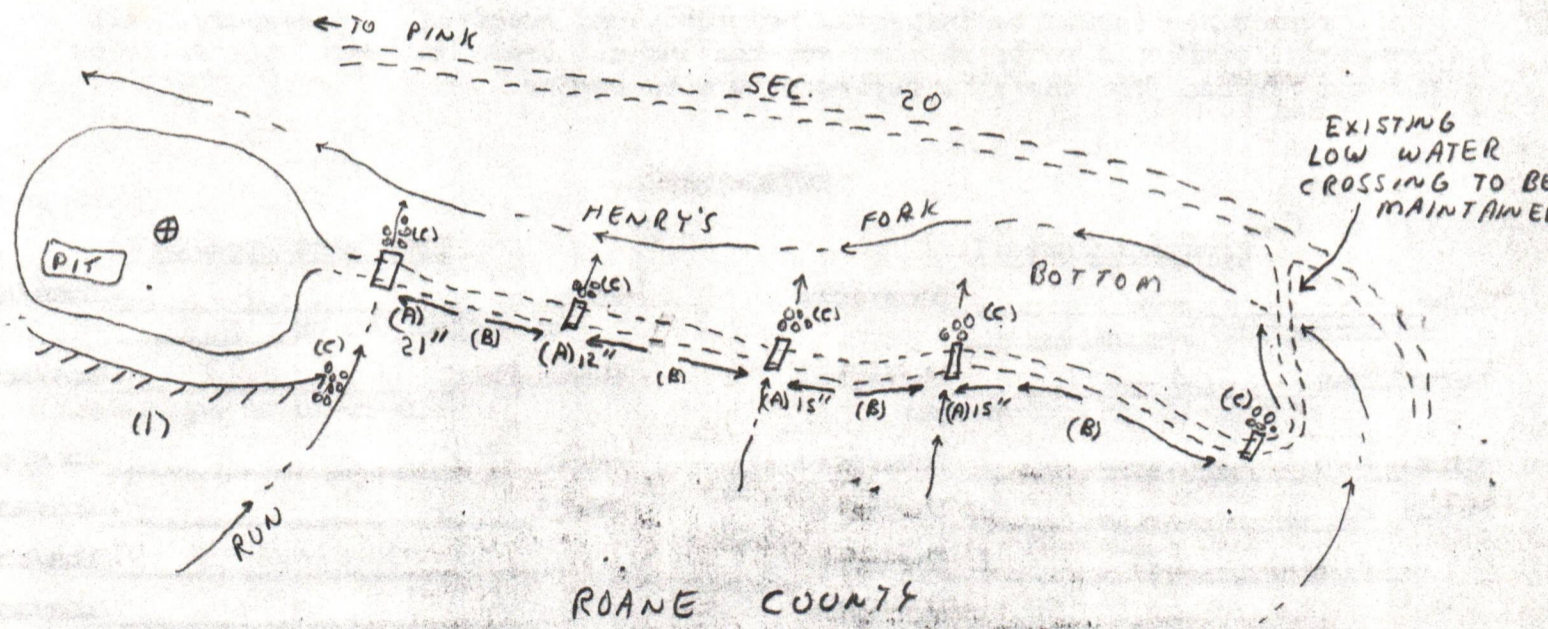 ← TO PINK
SEC. 20
EXISTING
LOW WATER
CROSSING TO BE
MAINTAINE
HENRY'S FORK
BOTTOM
PIT
(C)
(C)
(C)
(C)
(A)
21"
(B)
(A) 12"
(B)
(A) 15"
(B)
(A) 15"
(B)
(C)
(C)
(1)
RUN
ROANE COUNTY